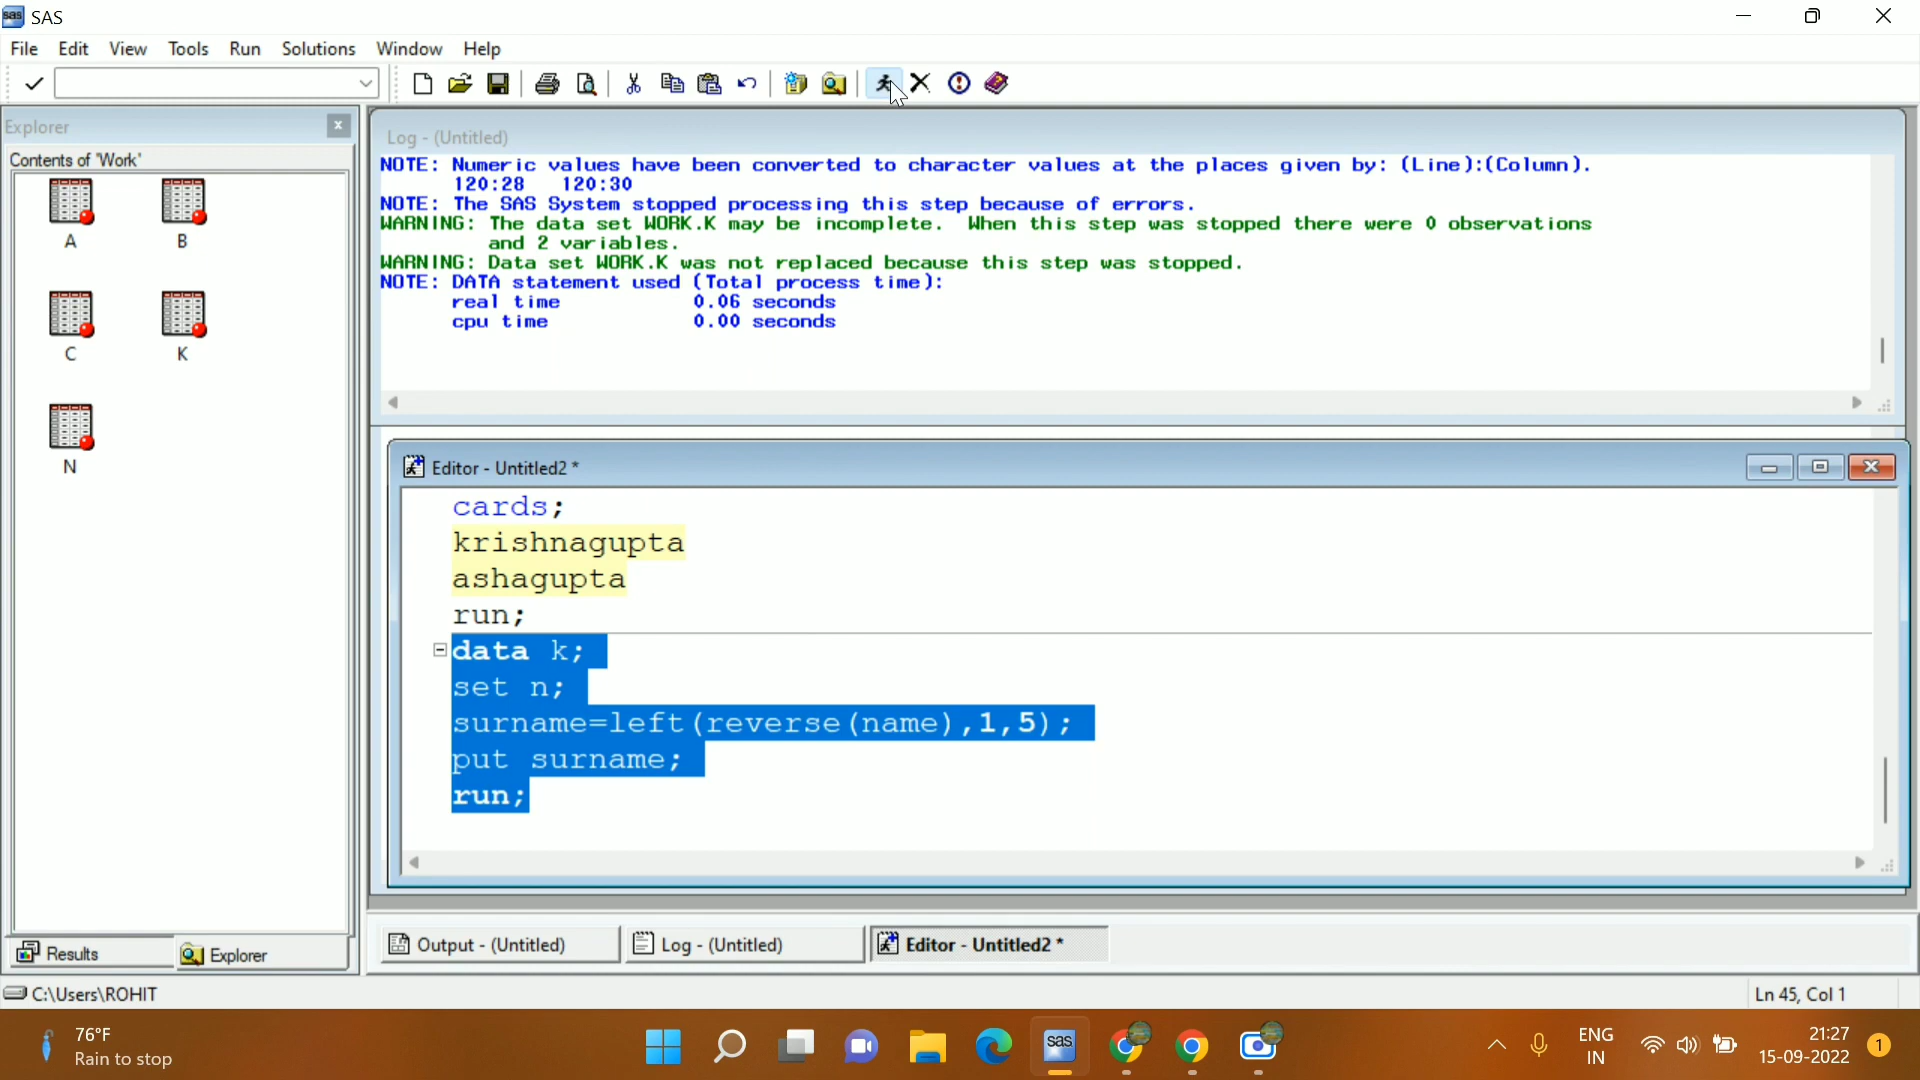 sas SAS
File Edit View Tools Run Solutions Window Help
Explorer
Contents of 'Work'
A B
C K
N
Log - (Untitled)
NOTE: Numeric values have been converted to character values at the places given by: (Line):(Column).
120:28 120:30
NOTE: The SAS System stopped processing this step because of errors.
WARNING: The data set WORK.K may be incomplete. When this step was stopped there were 0 observations
and 2 variables.
WARNING: Data set WORK.K was not replaced because this step was stopped.
NOTE: DATA statement used (Total process time):
real time 0.06 seconds
cpu time 0.00 seconds
Editor - Untitled2 *
cards;
krishnagupta
ashagupta
run;
data k;
set n;
surname=left(reverse(name),1,5);
put surname;
run;
Results Explorer
Output - (Untitled) Log - (Untitled) Editor - Untitled2 *
C:\Users\ROHIT Ln 45, Col 1
76°F
Rain to stop
sas
ENG
IN
21:27
15-09-2022
1